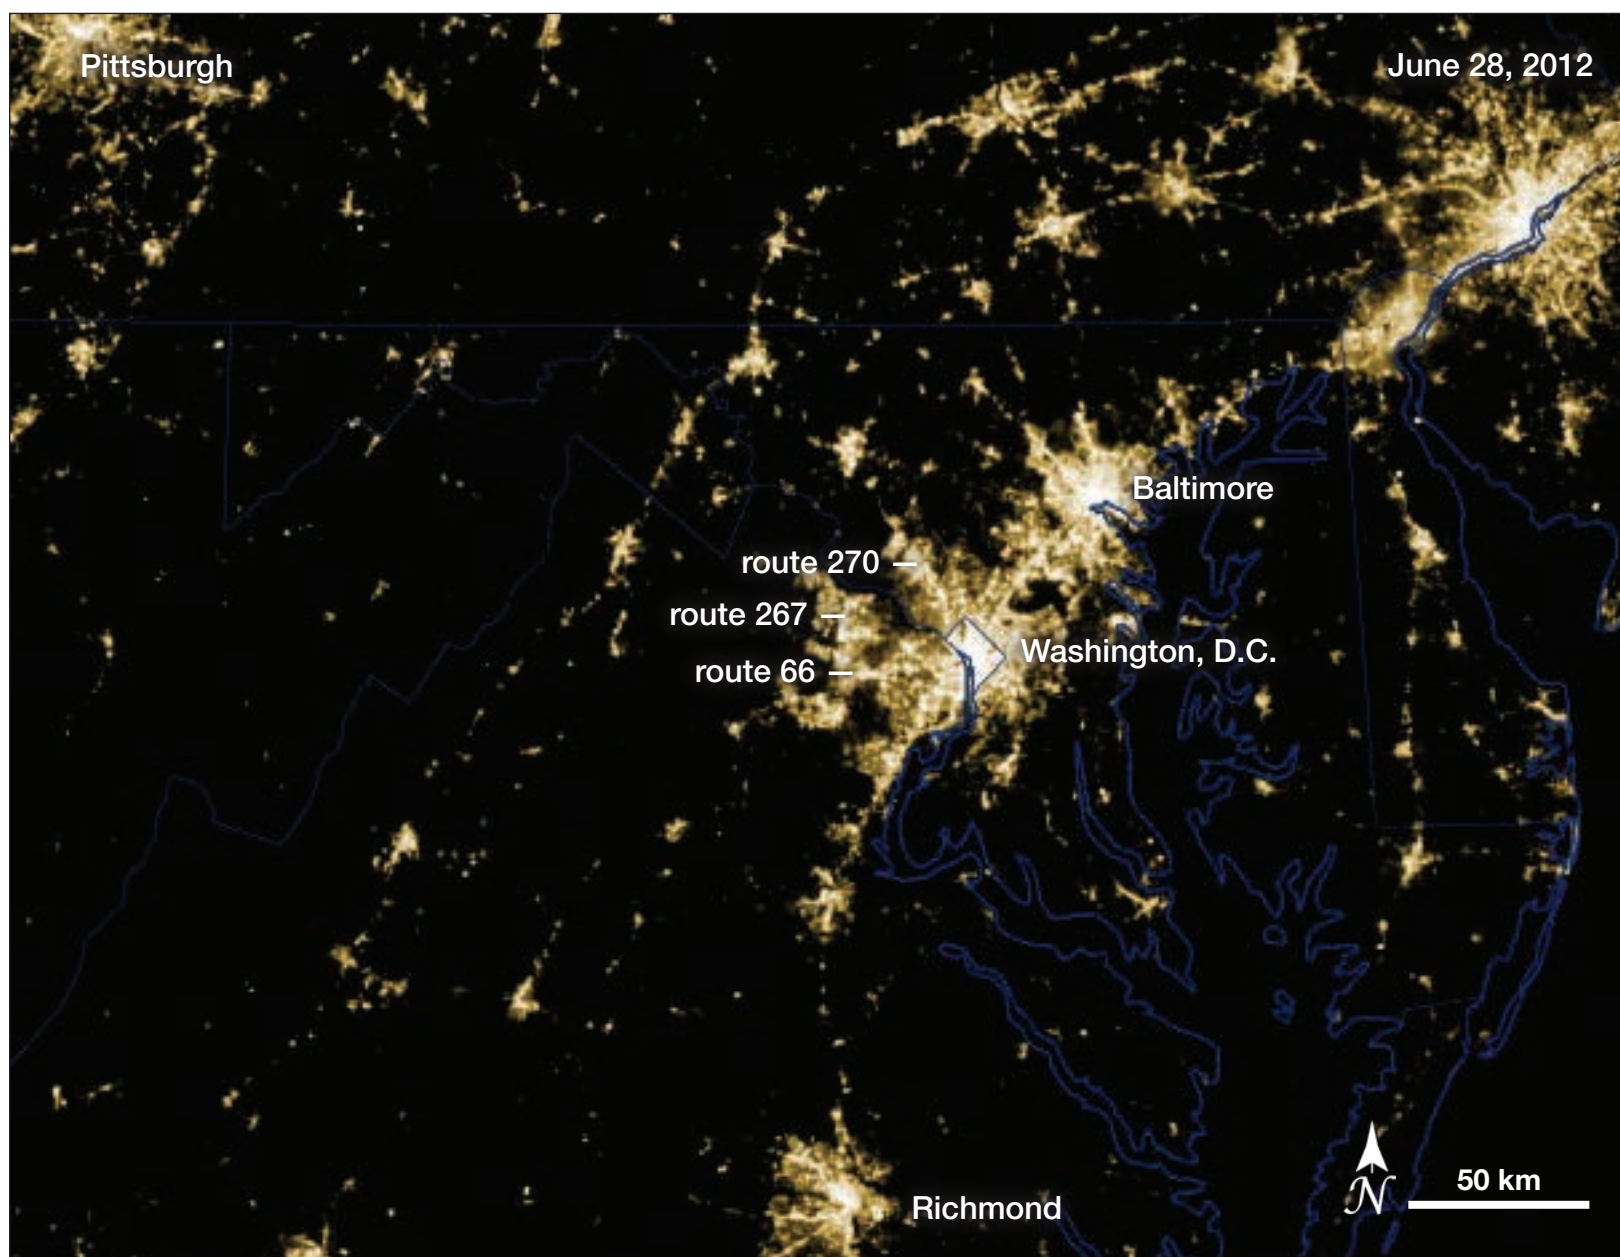 Pittsburgh
June 28, 2012
Baltimore
route 270
route 267
Washington, D.C.
route 66
50 km
N
Richmond